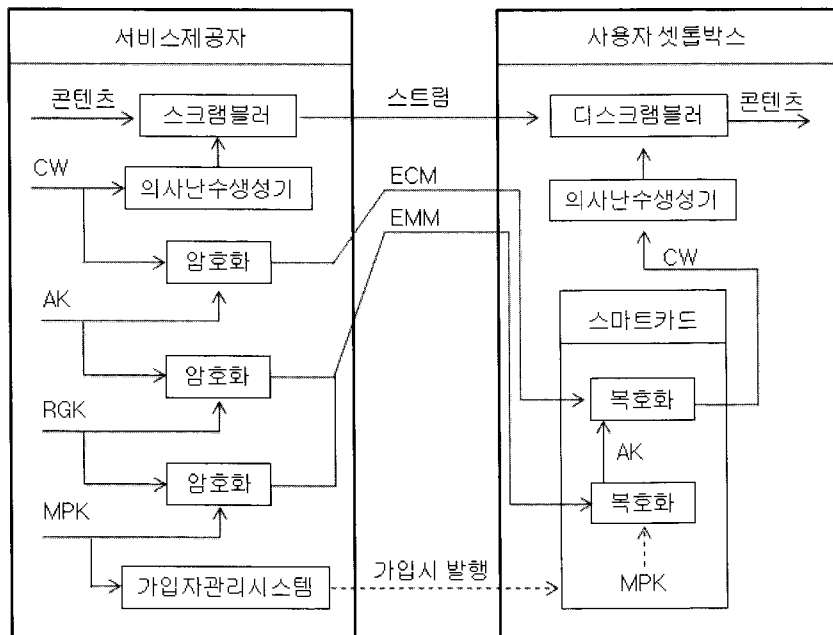 서비스제공자
사용자 셋톱박스
콘텐츠
스크램블러
스트림
디스크램블러
콘텐츠
CW
의사난수생성기
ECM
의사난수생성기
EMM
암호화
CW
AK
스마트카드
암호화
복호화
RGK
AK
암호화
복호화
MPK
가입자관리시스템
가입시 발행
MPK